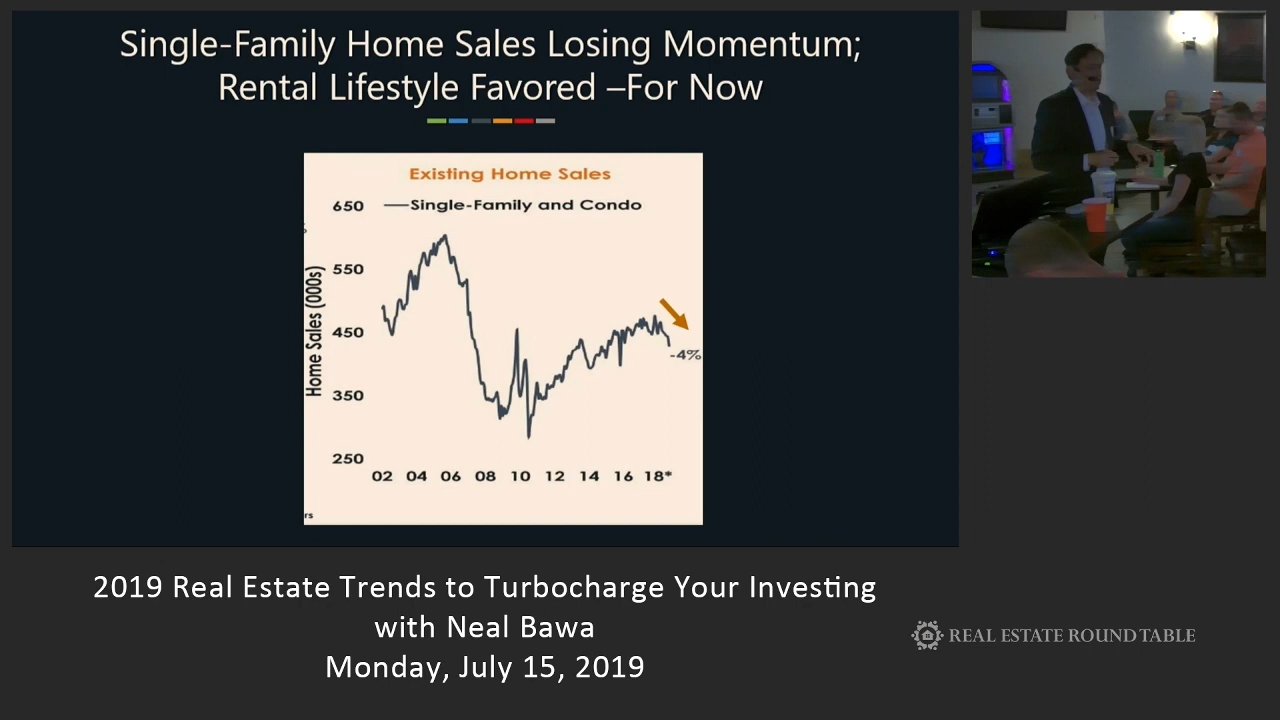 Single-Family Home Sales Losing Momentum;
Rental Lifestyle Favored –For Now
Existing Home Sales
Single-Family and Condo
Home Sales (000s)
650
550
450
350
250
-4%
02 04 06 08 10 12 14 16 18*
rs
2019 Real Estate Trends to Turbocharge Your Investing
with Neal Bawa
Monday, July 15, 2019
REAL ESTATE ROUND TABLE